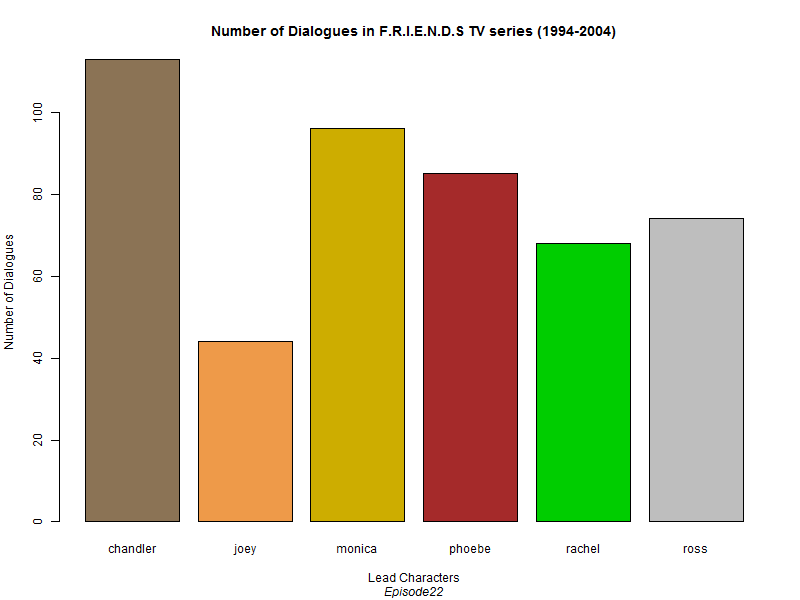 Number of Dialogues in F.R.I.E.N.D.S TV series (1994-2004)
Number of Dialogues
100
80
60
40
20
0
chandler joey monica phoebe rachel ross
Lead Characters
Episode22